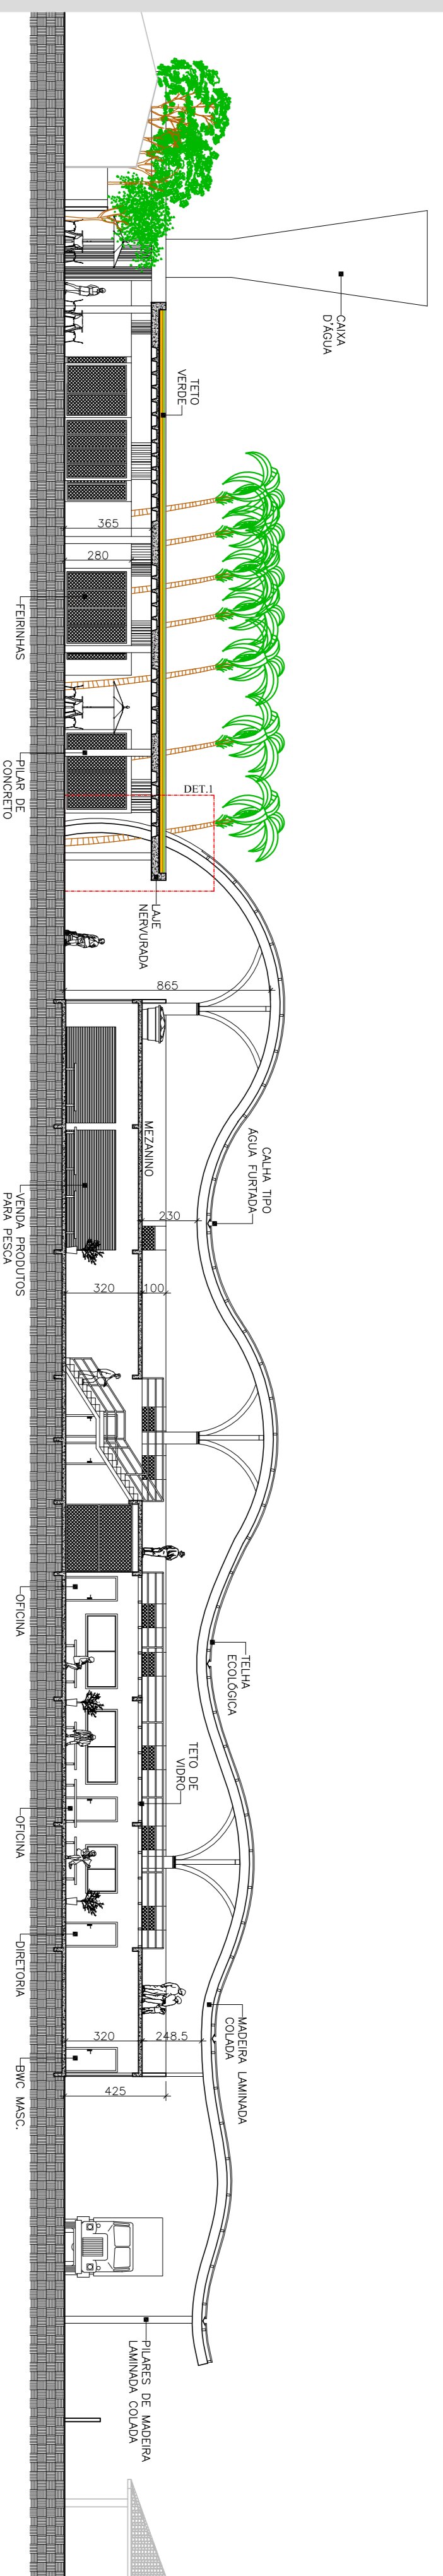 CAIXA
D'ÁGUA
TETO
VERDE
365
280
FEIRINHAS
PILAR DE
CONCRETO
DET.1
LAJE
NERVURADA
865
MEZANINO
CALHA TIPO
ÁGUA FURTADA
230
320
100
VENDA PRODUTOS
PARA PESCA
OFICINA
TELHA
ECOLÓGICA
TETO DE
VIDRO
OFICINA
DIRETORIA
MADEIRA LAMINADA
COLADA
320
248.5
425
BWC MASC.
PILARES DE MADEIRA
LAMINADA COLADA